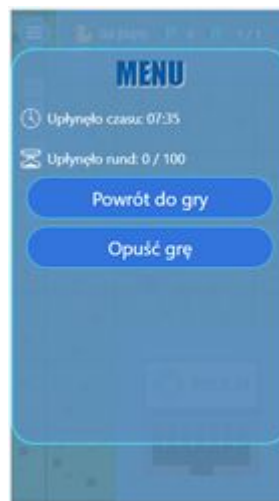 MENU
Upłynęło czasu: 07:35
Upłynęło rund: 0 / 100
Powrót do gry
Opuść grę